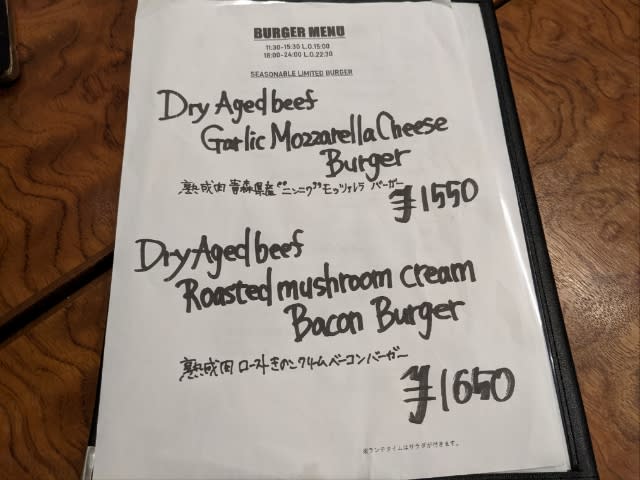 BURGER MENU
11:30-15:30 L.O.15:00
18:00-24:00 L.O.22:30
SEASONABLE LIMITED BURGER
Dry Aged beef
Garlic Mozzarella Cheese
Burger
熟成肉 青森県産"ニンニク"モッツァレラ バーガー
¥1550
Dry Aged beef
Roasted mushroom cream
Bacon Burger
熟成肉 ローストきのこクリームベーコンバーガー
¥1650
※ランチタイムはサラダが付きます。